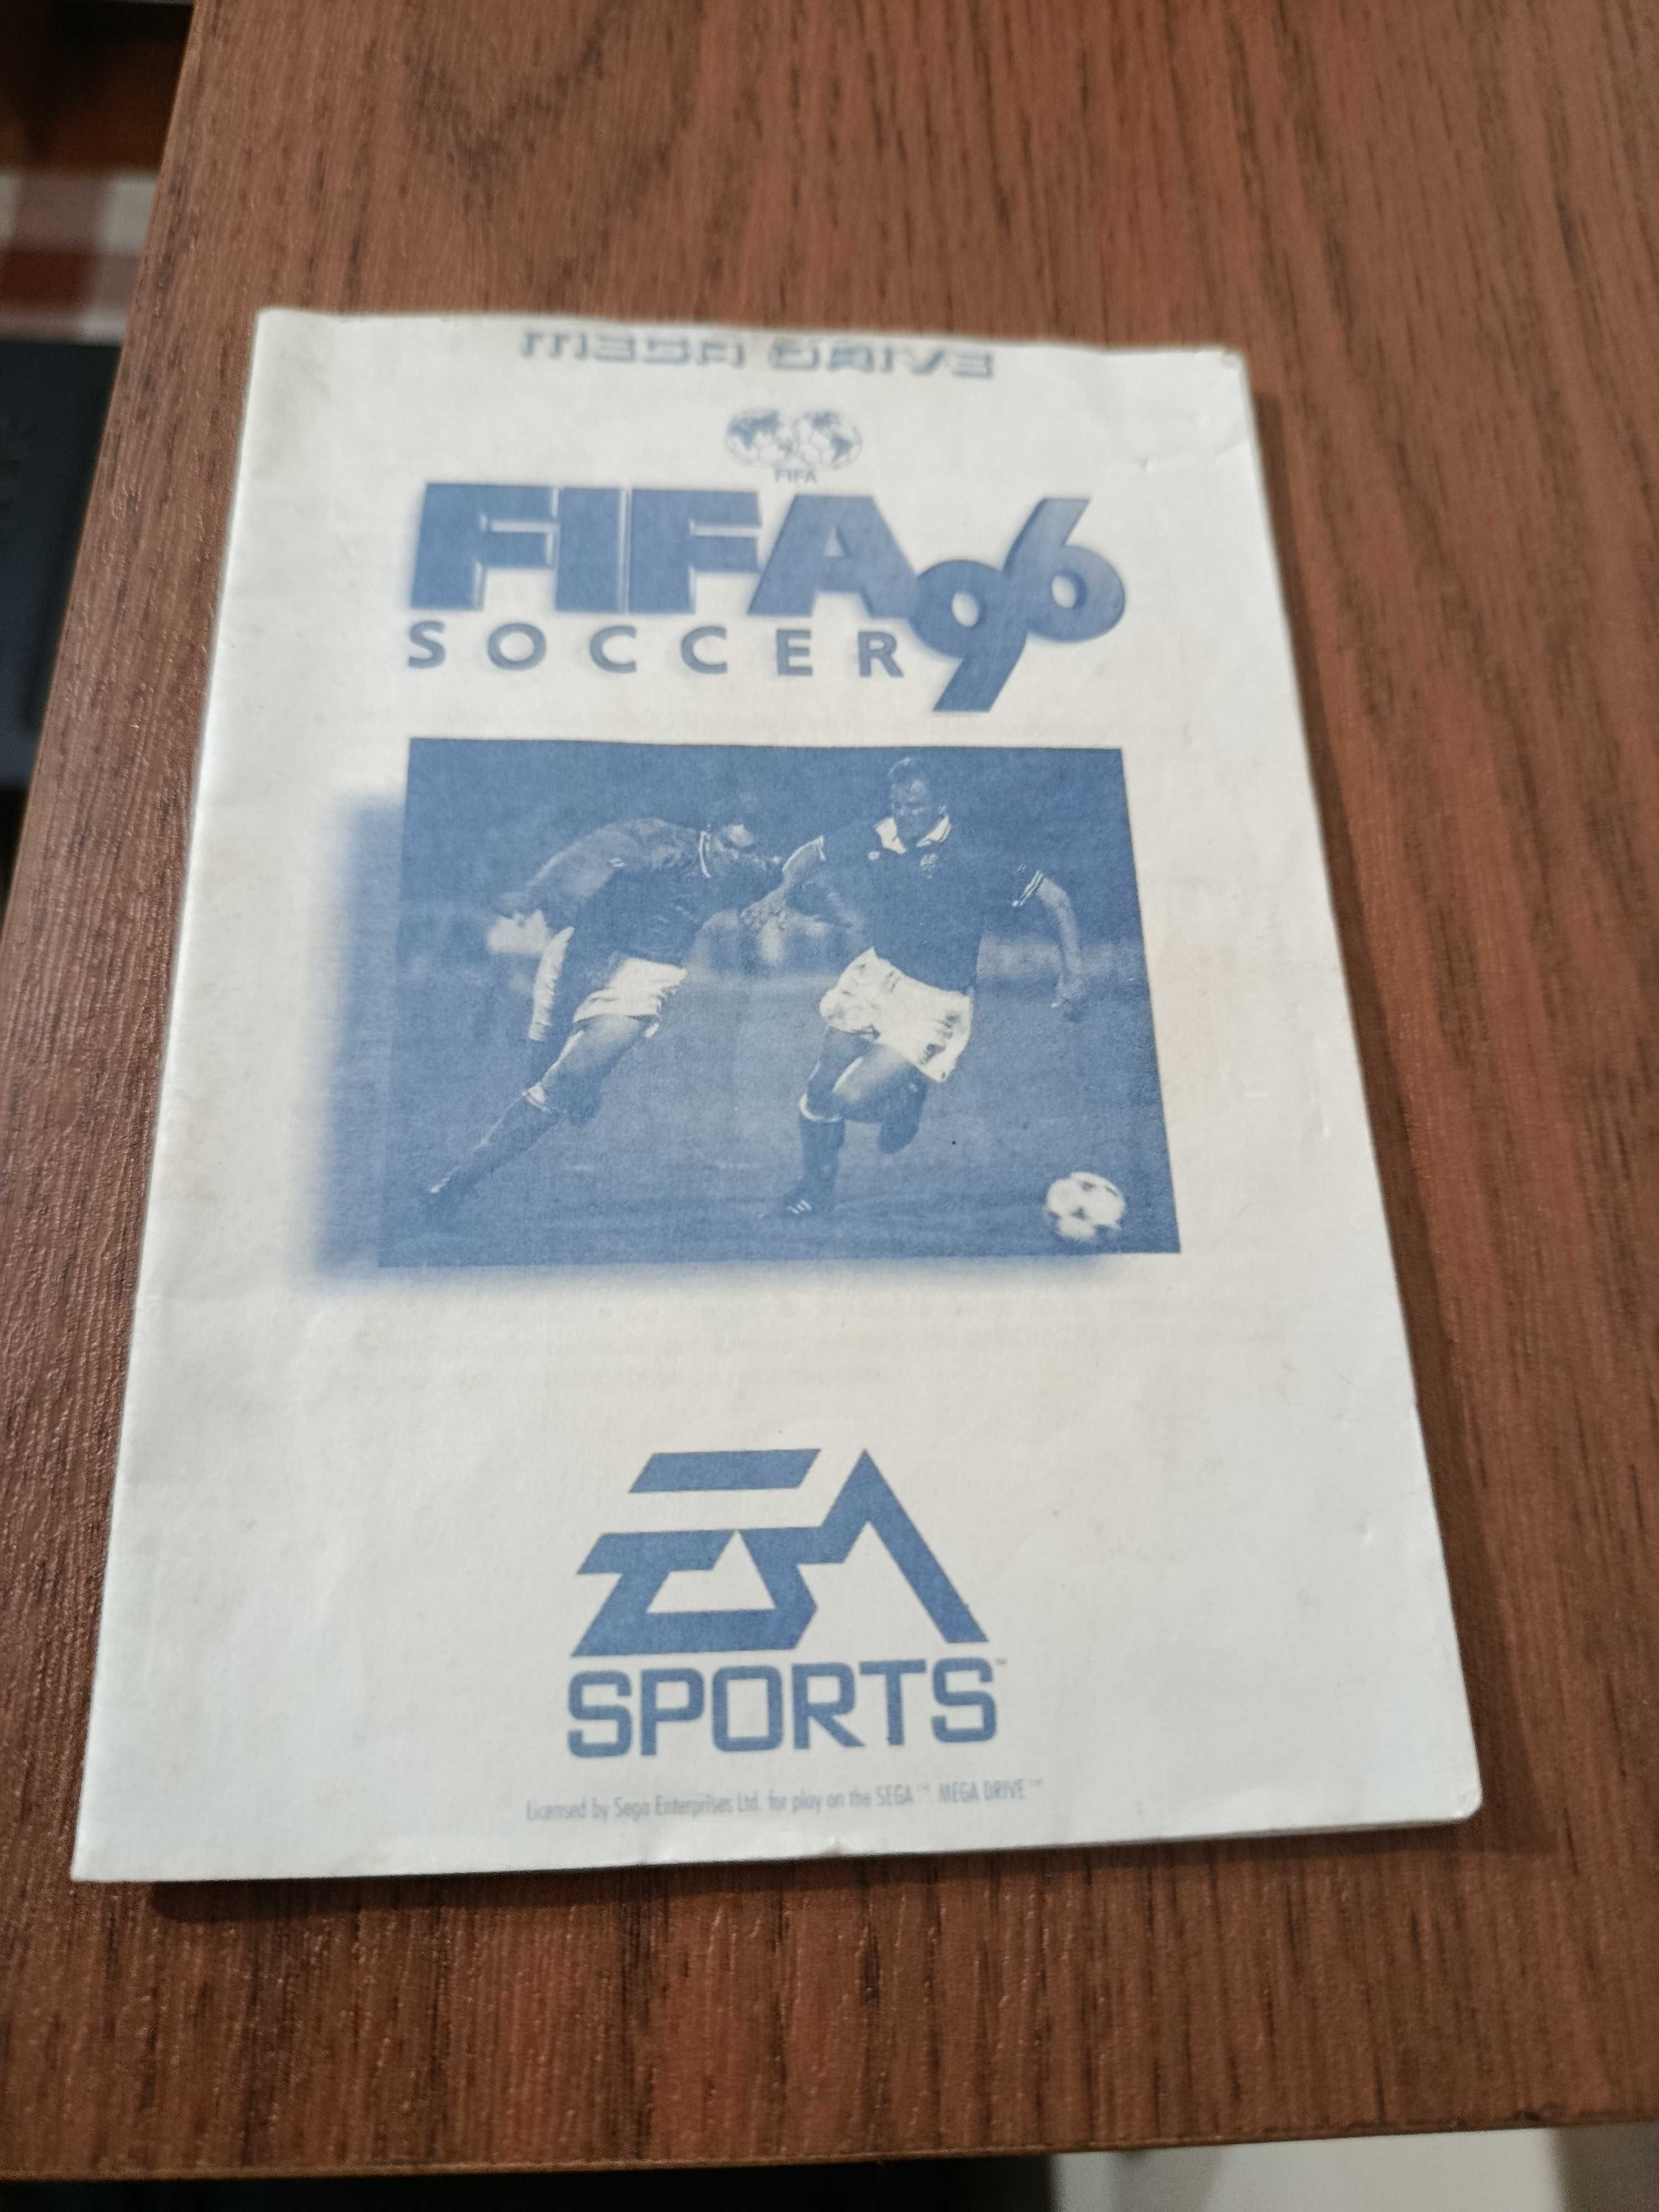 MEGA DRIVE
FIFA
FIFA 96
SOCCER
EA
SPORTS™
Licensed by Sega Enterprises Ltd. for play on the SEGA™ MEGA DRIVE™